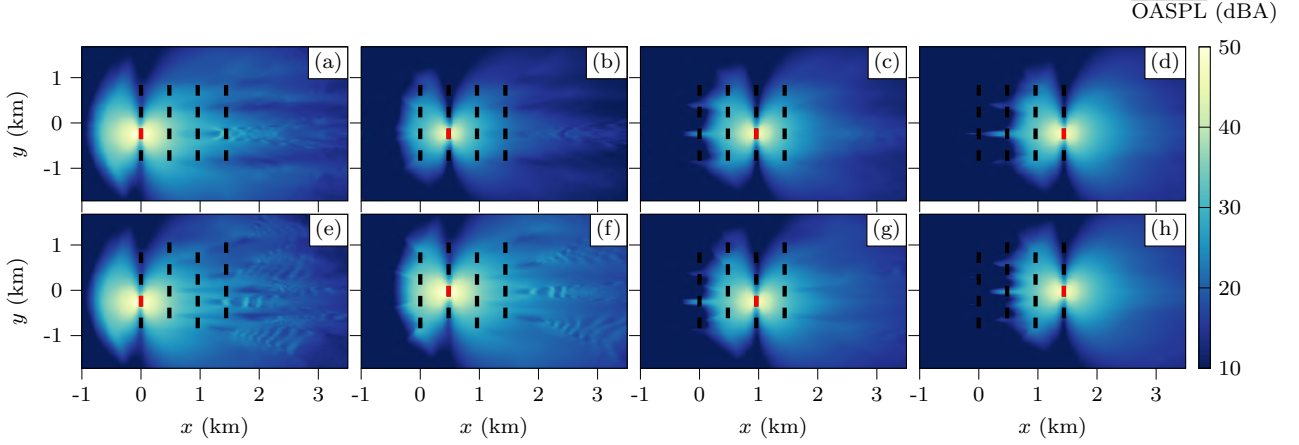 OASPL (dBA)
(a) (b) (c) (d) 50
1
y (km) 0 40
-1
30
(e) (f) (g) (h)
1
y (km) 0 20
-1
10
-1 0 1 2 3 -1 0 1 2 3 -1 0 1 2 3 -1 0 1 2 3
x (km) x (km) x (km) x (km)